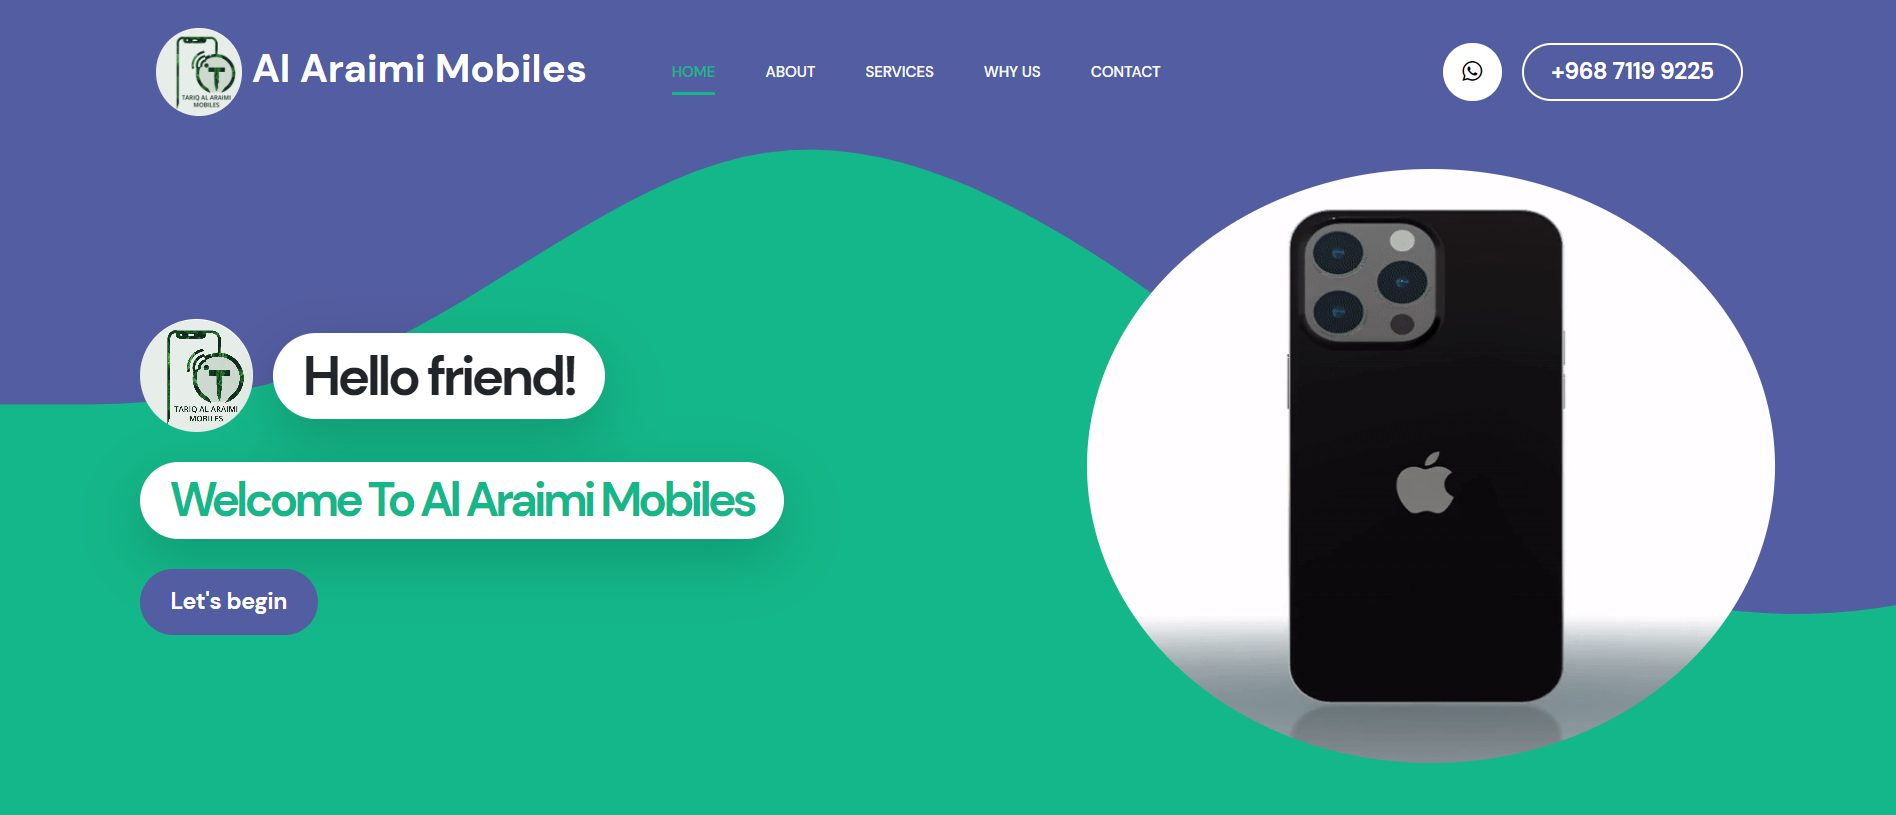 TARIQ AL ARAIMI
MOBILES
Al Araimi Mobiles
HOME
ABOUT
SERVICES
WHY US
CONTACT
+968 7119 9225
TARIQ AL ARAIMI
MOBILES
Hello friend!
Welcome To Al Araimi Mobiles
Let's begin